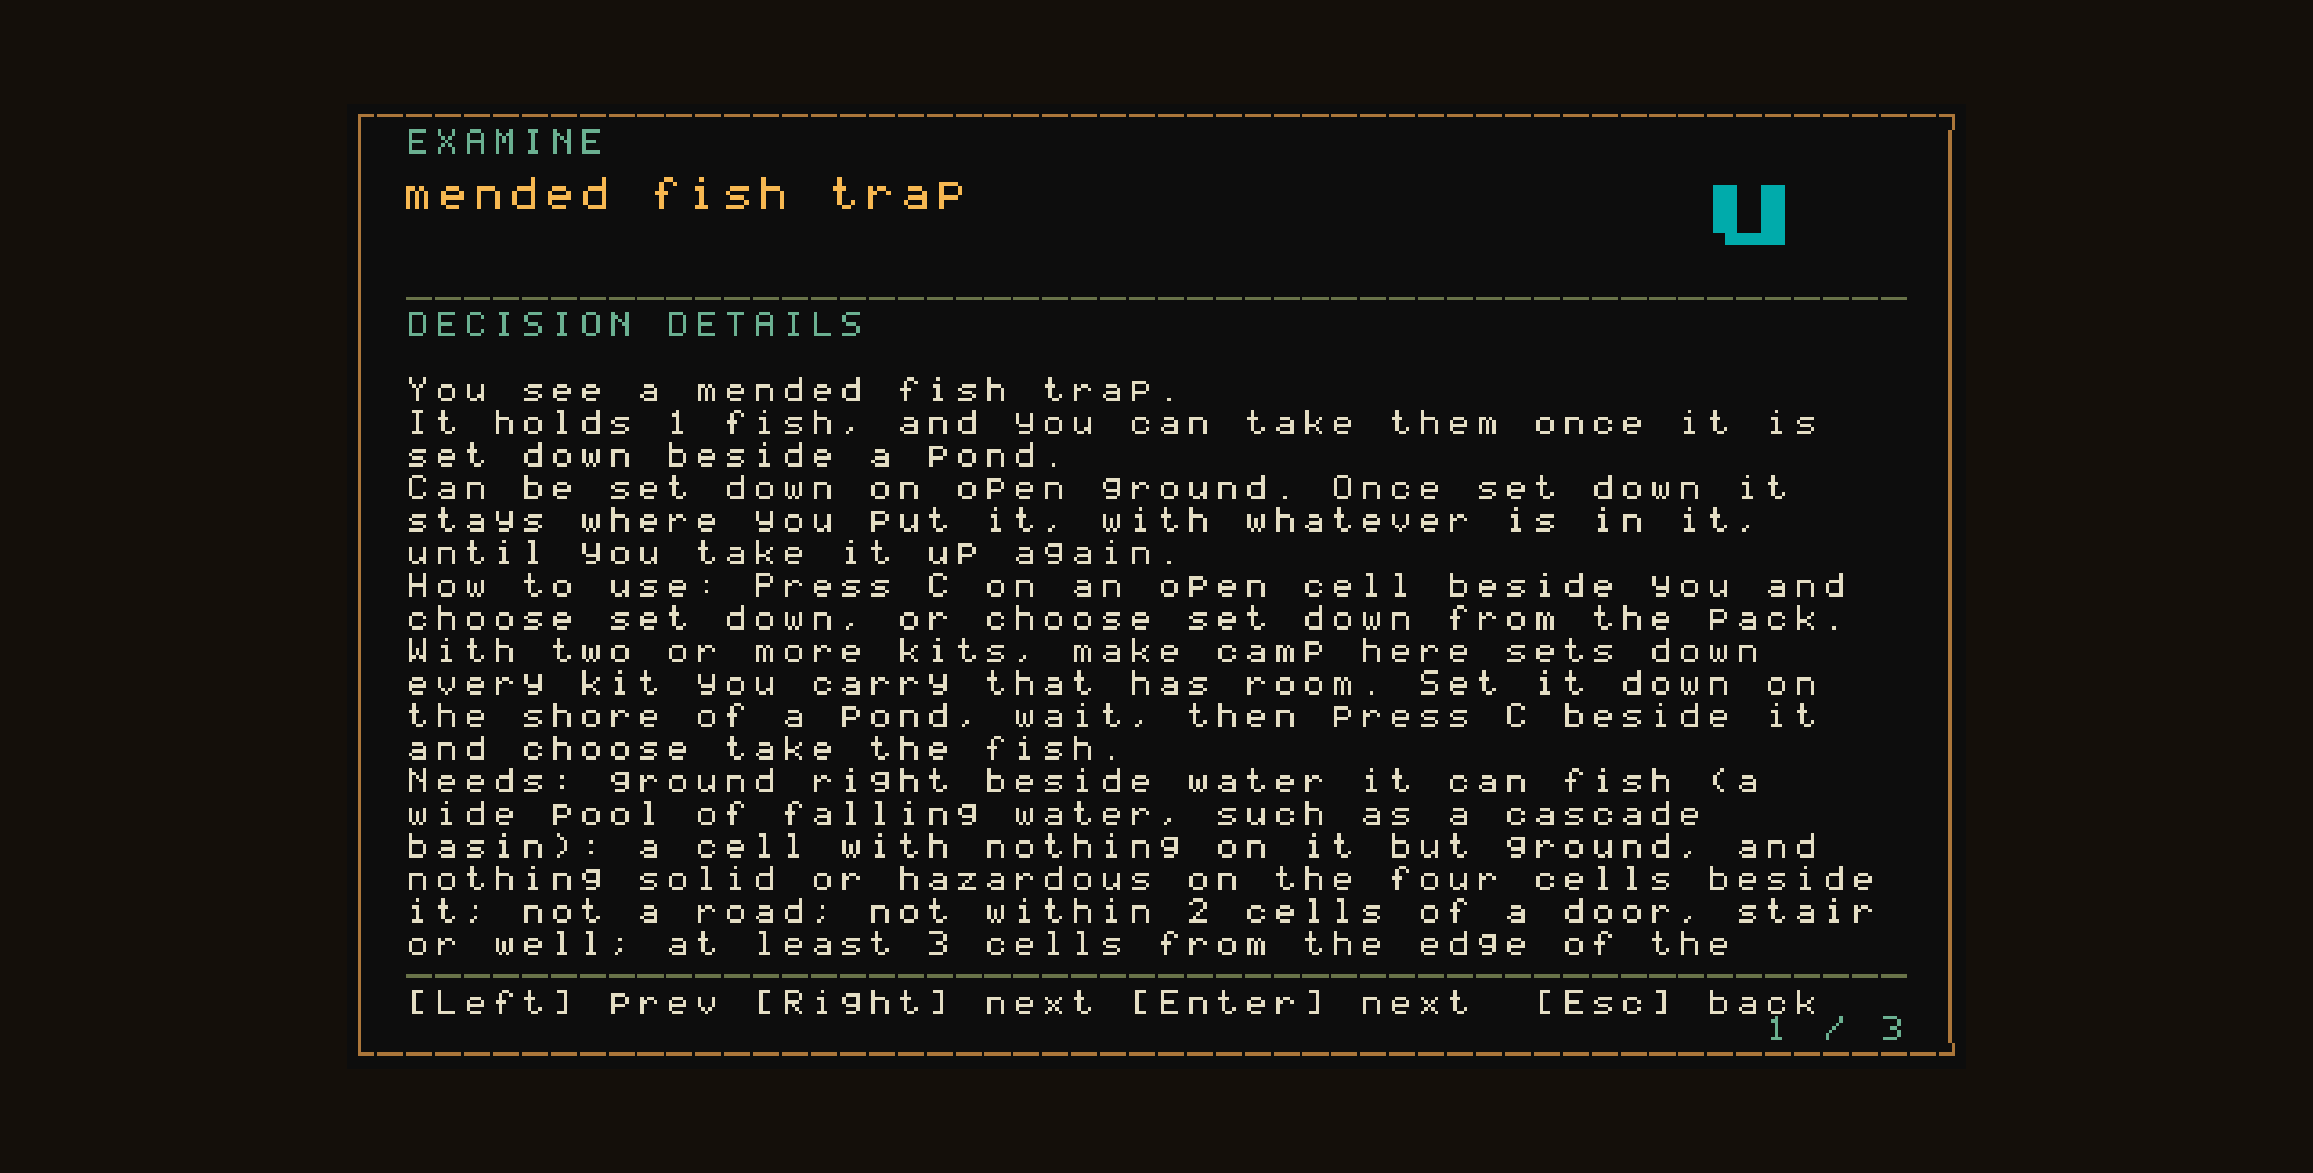 EXAMINE
mended fish trap
DECISION DETAILS
You see a mended fish trap.
It holds 1 fish, and you can take them once it is
set down beside a pond.
Can be set down on open ground. Once set down it
stays where you put it, with whatever is in it,
until you take it up again.
How to use: Press C on an open cell beside you and
choose set down, or choose set down from the pack.
With two or more kits, make camp here sets down
every kit you carry that has room. Set it down on
the shore of a pond, wait, then press C beside it
and choose take the fish.
Needs: ground right beside water it can fish (a
wide pool of falling water, such as a cascade
basin): a cell with nothing on it but ground, and
nothing solid or hazardous on the four cells beside
it; not a road; not within 2 cells of a door, stair
or well; at least 3 cells from the edge of the
[Left] prev [Right] next [Enter] next [Esc] back
1 / 3